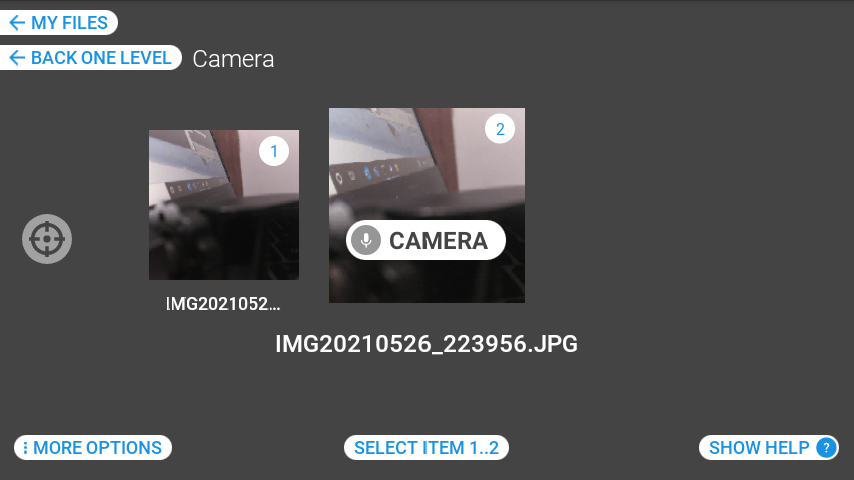 MY FILES
BACK ONE LEVEL
Camera
1
2
CAMERA
IMG2021052...
IMG20210526_223956.JPG
MORE OPTIONS
SELECT ITEM 1..2
SHOW HELP ?